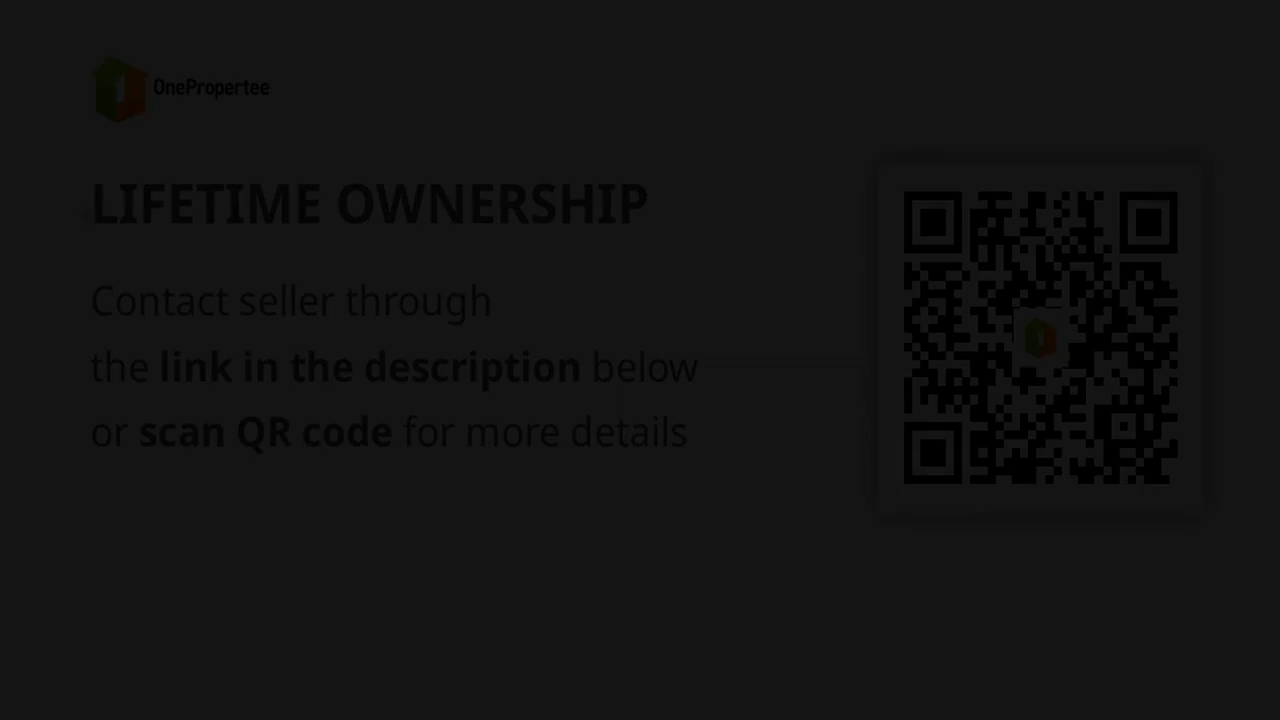 OnePropertee
LIFETIME OWNERSHIP
Contact seller through
the link in the description below
or scan QR code for more details